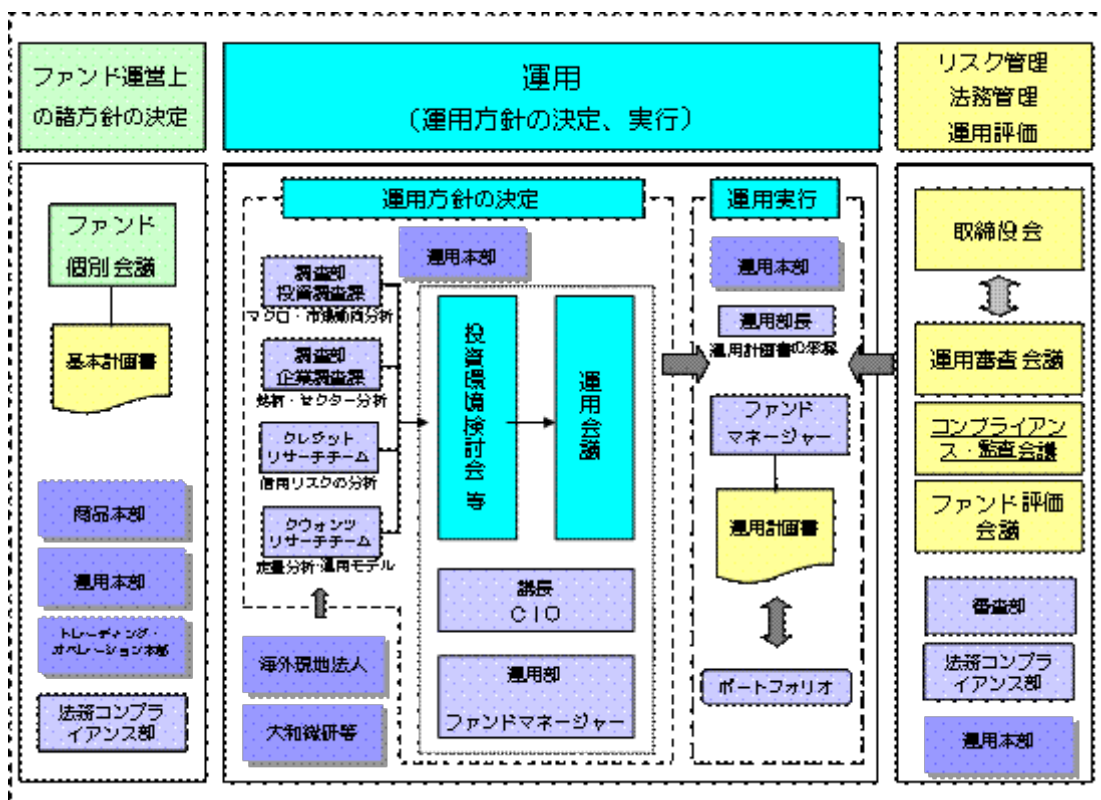 ファンド運営上
の諸方針の決定
運用
（運用方針の決定、実行）
リスク管理
法務管理
運用評価
ファンド
個別会議
基本計画書
商品本部
運用本部
トレーディング・
オペレーション本部
法務コンプラ
イアンス部
運用方針の決定
運用本部
調査部
投資調査課
マクロ・市場動向分析
調査部
企業調査課
銘柄・セクター分析
クレジット
リサーチチーム
信用リスクの分析
クウォンツ
リサーチチーム
定量分析・運用モデル
海外現地法人
大和総研等
投資環境検討会 等
運用会議
議長
ＣＩＯ
運用部
ファンドマネージャー
運用実行
運用本部
運用部長
運用計画書の承認
ファンド
マネージャー
運用計画書
ポートフォリオ
取締役会
運用審査会議
コンプライアン
ス・監査会議
ファンド評価
会議
審査部
法務コンプラ
イアンス部
運用本部